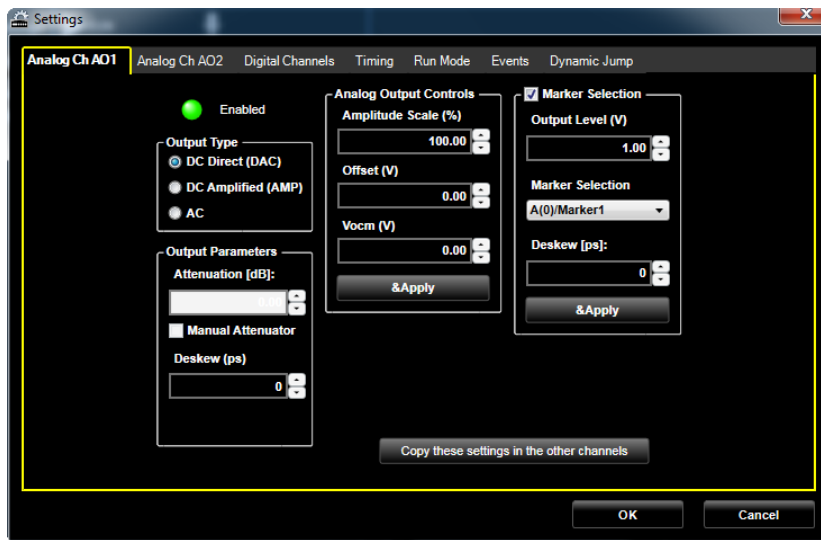 Settings
Analog Ch AO1
Analog Ch AO2
Digital Channels
Timing
Run Mode
Events
Dynamic Jump
Enabled
Output Type
DC Direct (DAC)
DC Amplified (AMP)
AC
Output Parameters
Attenuation [dB]:
0.00
Manual Attenuator
Deskew (ps)
0
Analog Output Controls
Amplitude Scale (%)
100.00
Offset (V)
0.00
Vocm (V)
0.00
&Apply
Marker Selection
Output Level (V)
1.00
Marker Selection
A(0)/Marker1
Deskew [ps]:
0
&Apply
Copy these settings in the other channels
OK
Cancel